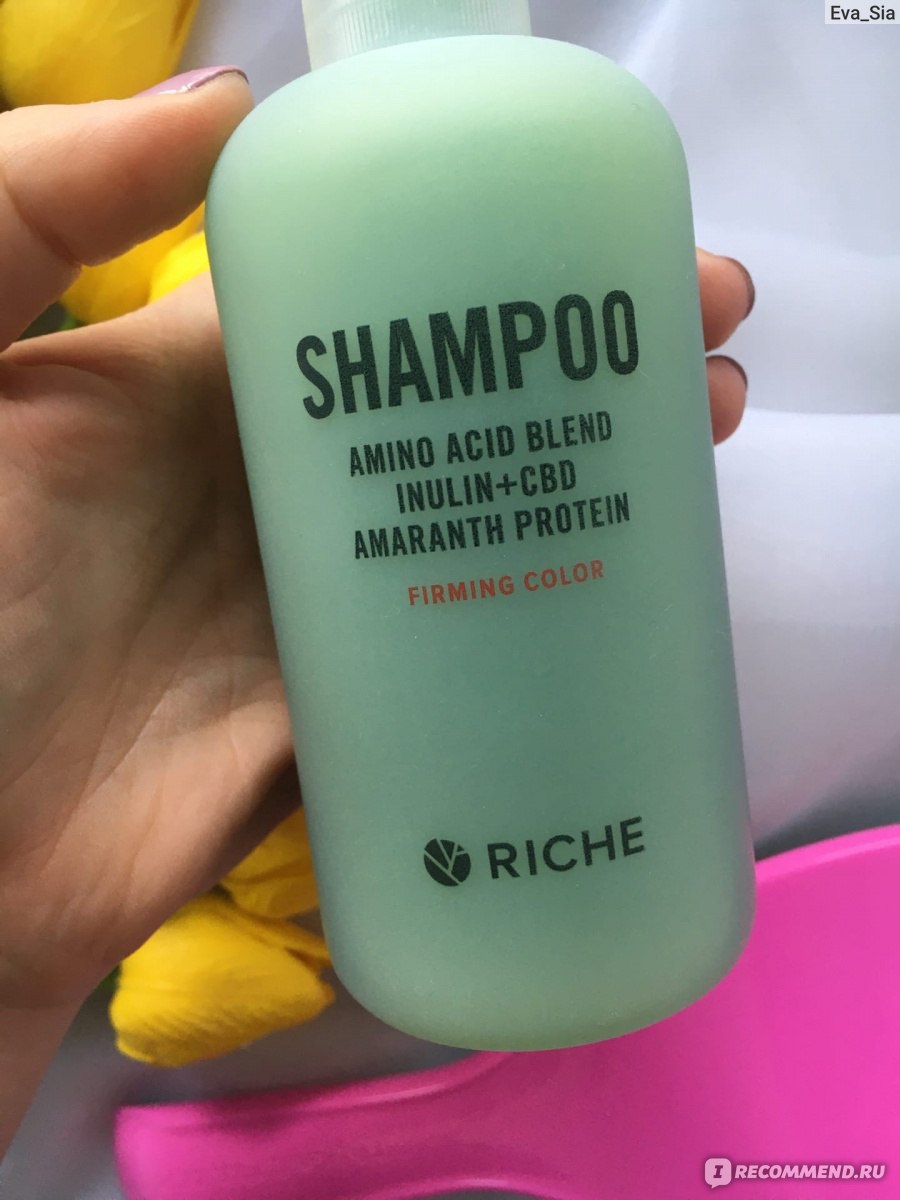 Eva_Sia
SHAMPOO
AMINO ACID BLEND
INULIN+CBD
AMARANTH PROTEIN
FIRMING COLOR
RICHE
I RECOMMEND.RU